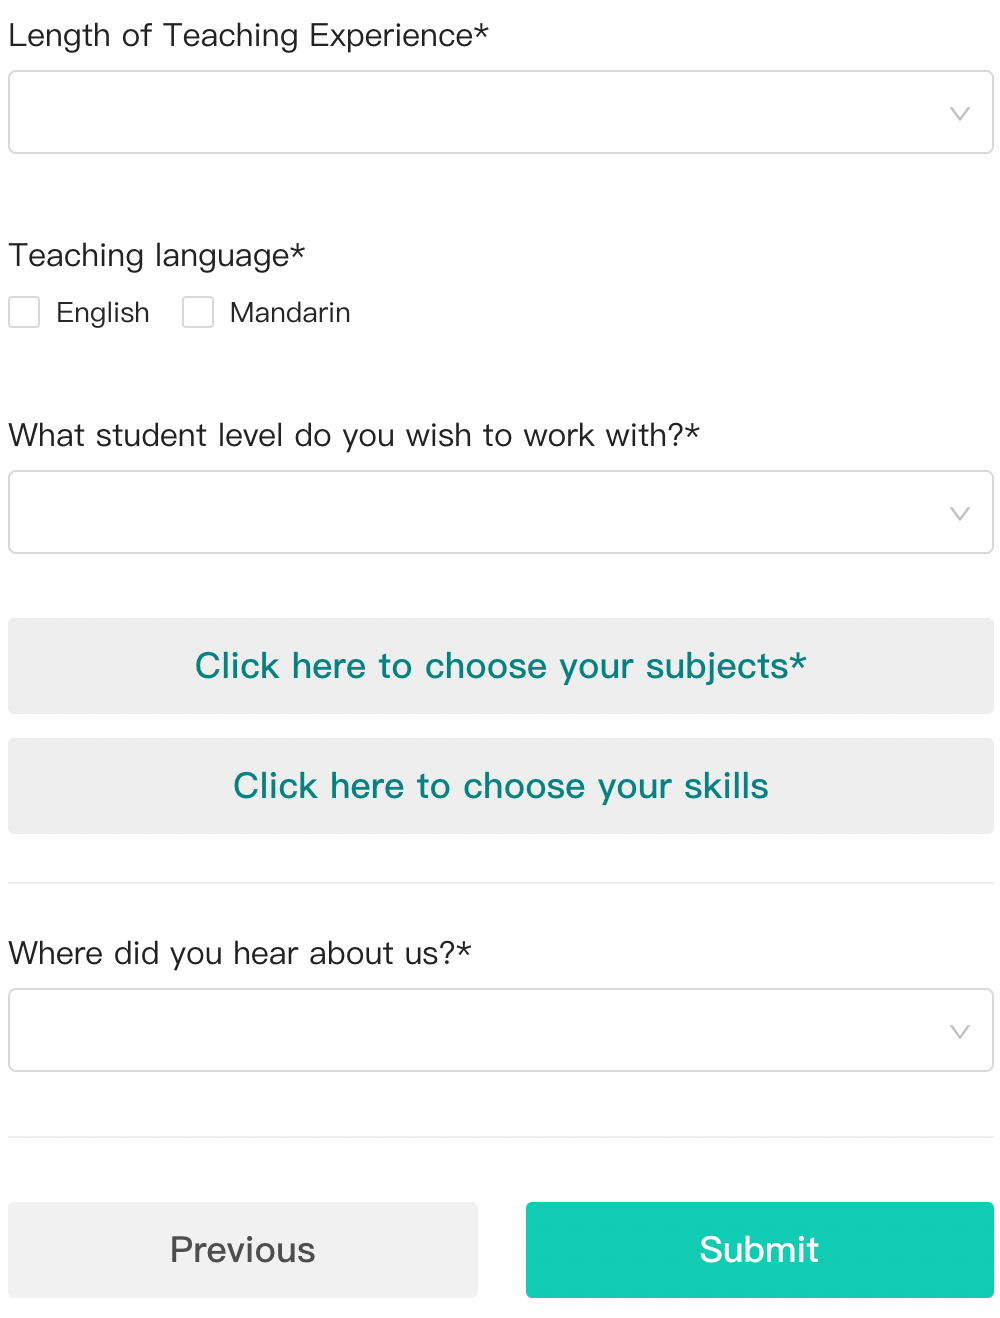 Length of Teaching Experience*
Teaching language*
English Mandarin
What student level do you wish to work with?*
Click here to choose your subjects*
Click here to choose your skills
Where did you hear about us?*
Previous Submit